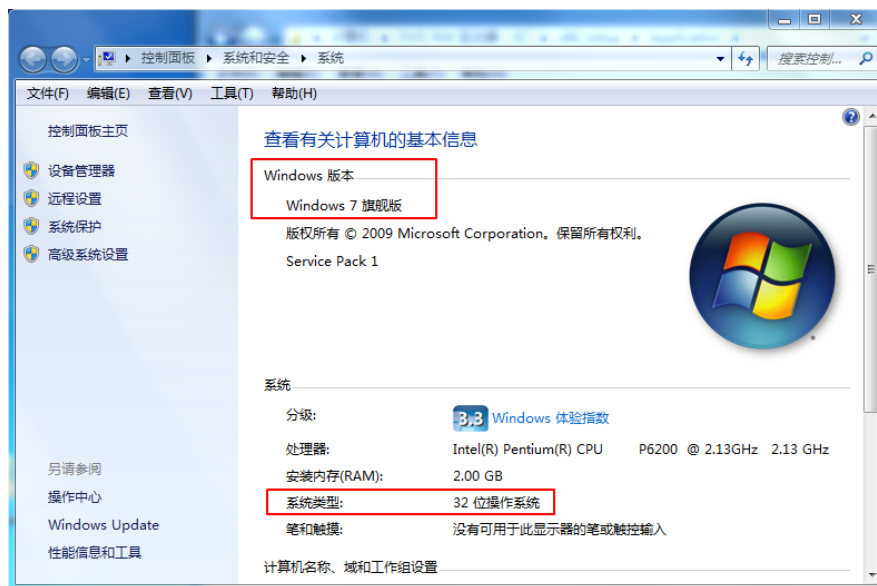 控制面板 系统和安全 系统 搜索控制...
文件(F) 编辑(E) 查看(V) 工具(T) 帮助(H)
控制面板主页
设备管理器
远程设置
系统保护
高级系统设置
另请参阅
操作中心
Windows Update
性能信息和工具
查看有关计算机的基本信息
Windows 版本
Windows 7 旗舰版
版权所有 © 2009 Microsoft Corporation。保留所有权利。
Service Pack 1
系统
分级: 3.3 Windows 体验指数
处理器: Intel(R) Pentium(R) CPU P6200 @ 2.13GHz 2.13 GHz
安装内存(RAM): 2.00 GB
系统类型: 32 位操作系统
笔和触摸: 没有可用于此显示器的笔或触控输入
计算机名称、域和工作组设置